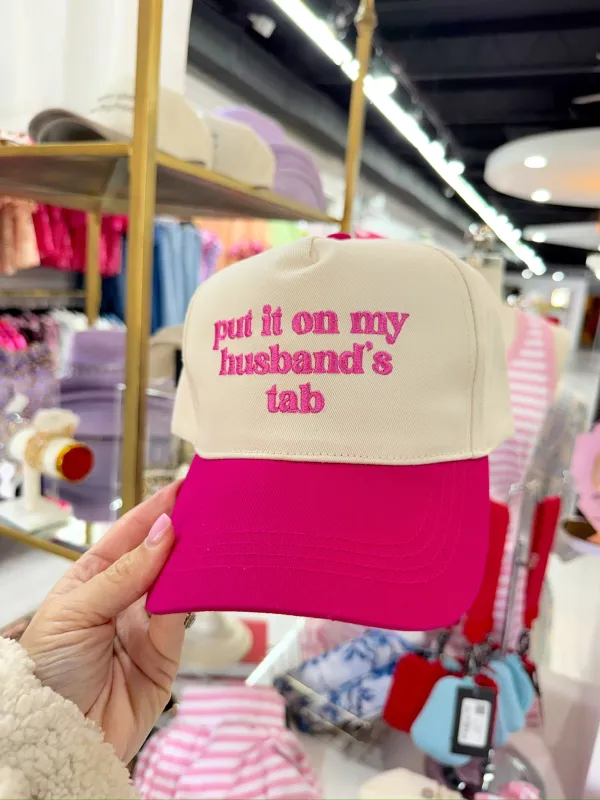 put it on my
husband's
tab